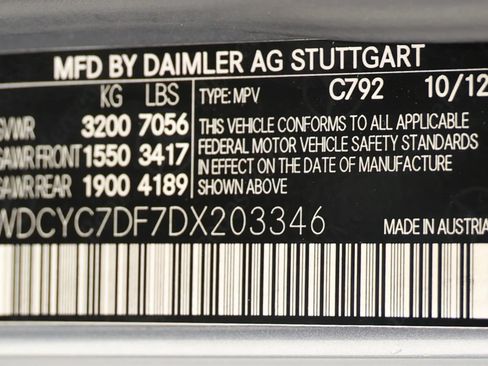 MFD BY DAIMLER AG STUTTGART
KG LBS TYPE: MPV C792 10/12
GVWR 3200 7056 THIS VEHICLE CONFORMS TO ALL APPLICABLE
GAWR FRONT 1550 3417 FEDERAL MOTOR VEHICLE SAFETY STANDARDS
GAWR REAR 1900 4189 IN EFFECT ON THE DATE OF MANUFACTURE
SHOWN ABOVE
WDCYC7DF7DX203346 MADE IN AUSTRIA